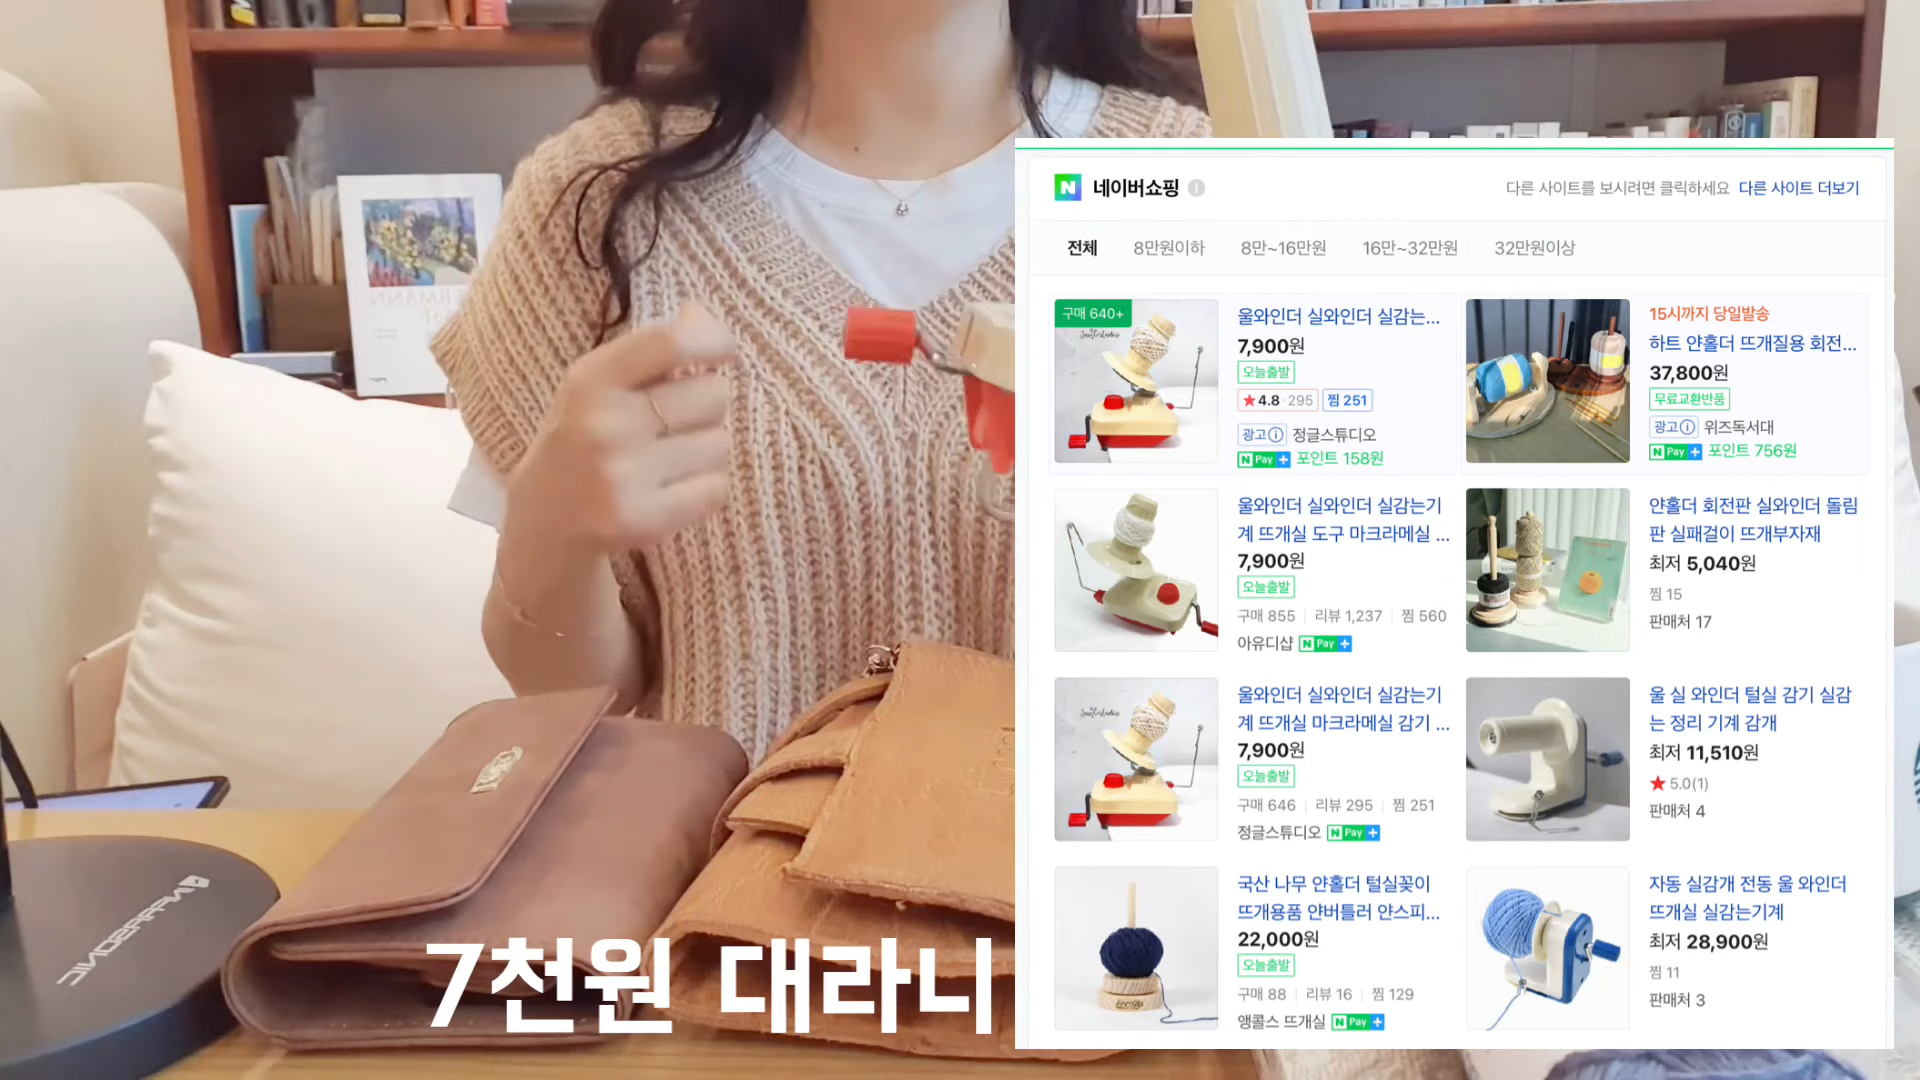 네이버쇼핑
다른 사이트를 보시려면 클릭하세요 다른 사이트 더보기
전체 8만원이하 8만~16만원 16만~32만원 32만원이상
구매 640+
울와인더 실와인더 실감는...
7,900원
오늘출발
★4.8 · 295 찜 251
광고 정글스튜디오
N Pay + 포인트 158원
15시까지 당일발송
하트 얀홀더 뜨개질용 회전...
37,800원
무료교환반품
광고 위즈독서대
N Pay + 포인트 756원
울와인더 실와인더 실감는기
계 뜨개실 도구 마크라메실 ...
7,900원
오늘출발
구매 855 | 리뷰 1,237 | 찜 560
아유디샵 N Pay +
얀홀더 회전판 실와인더 돌림
판 실패걸이 뜨개부자재
최저 5,040원
찜 15
판매처 17
울와인더 실와인더 실감는기
계 뜨개실 마크라메실 감기 ...
7,900원
오늘출발
구매 646 | 리뷰 295 | 찜 251
정글스튜디오 N Pay +
울 실 와인더 털실 감기 실감
는 정리 기계 감개
최저 11,510원
★ 5.0(1)
판매처 4
국산 나무 얀홀더 털실꽂이
뜨개용품 얀버틀러 얀스피...
22,000원
오늘출발
구매 88 | 리뷰 16 | 찜 129
앵콜스 뜨개실 N Pay +
자동 실감개 전동 울 와인더
뜨개실 실감는기계
최저 28,900원
찜 11
판매처 3
7천원 대라니